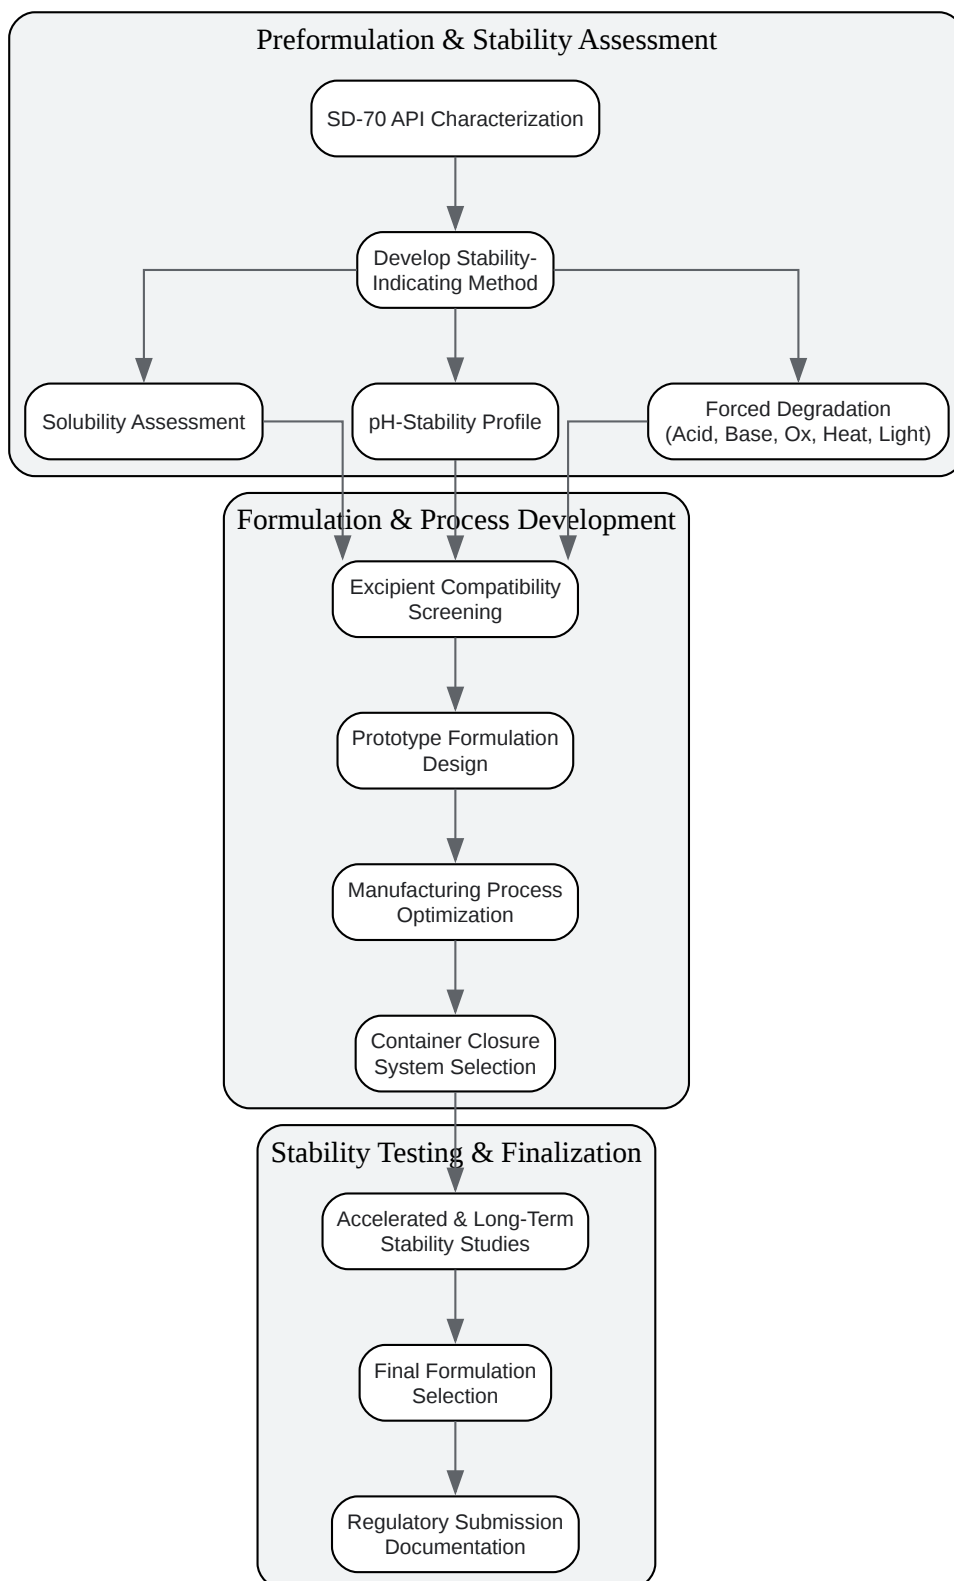 Preformulation & Stability Assessment
SD-70 API Characterization
Develop Stability-
Indicating Method
Solubility Assessment
pH-Stability Profile
Forced Degradation
(Acid, Base, Ox, Heat, Light)
Formulation & Process Development
Excipient Compatibility
Screening
Prototype Formulation
Design
Manufacturing Process
Optimization
Container Closure
System Selection
Stability Testing & Finalization
Accelerated & Long-Term
Stability Studies
Final Formulation
Selection
Regulatory Submission
Documentation